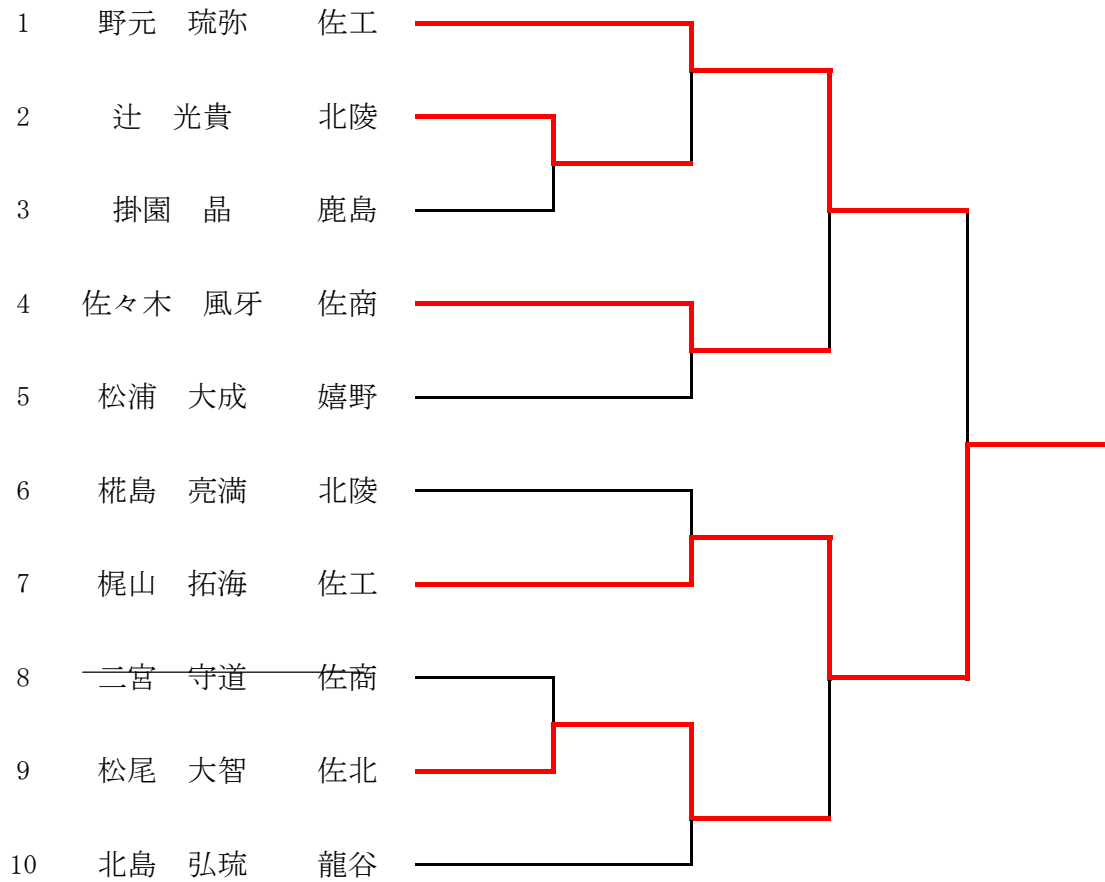 1 野元 琉弥 佐工
2 辻 光貴 北陵
3 掛園 晶 鹿島
4 佐々木 風牙 佐商
5 松浦 大成 嬉野
6 椛島 亮満 北陵
7 梶山 拓海 佐工
8 二宮 守道 佐商
9 松尾 大智 佐北
10 北島 弘琉 龍谷